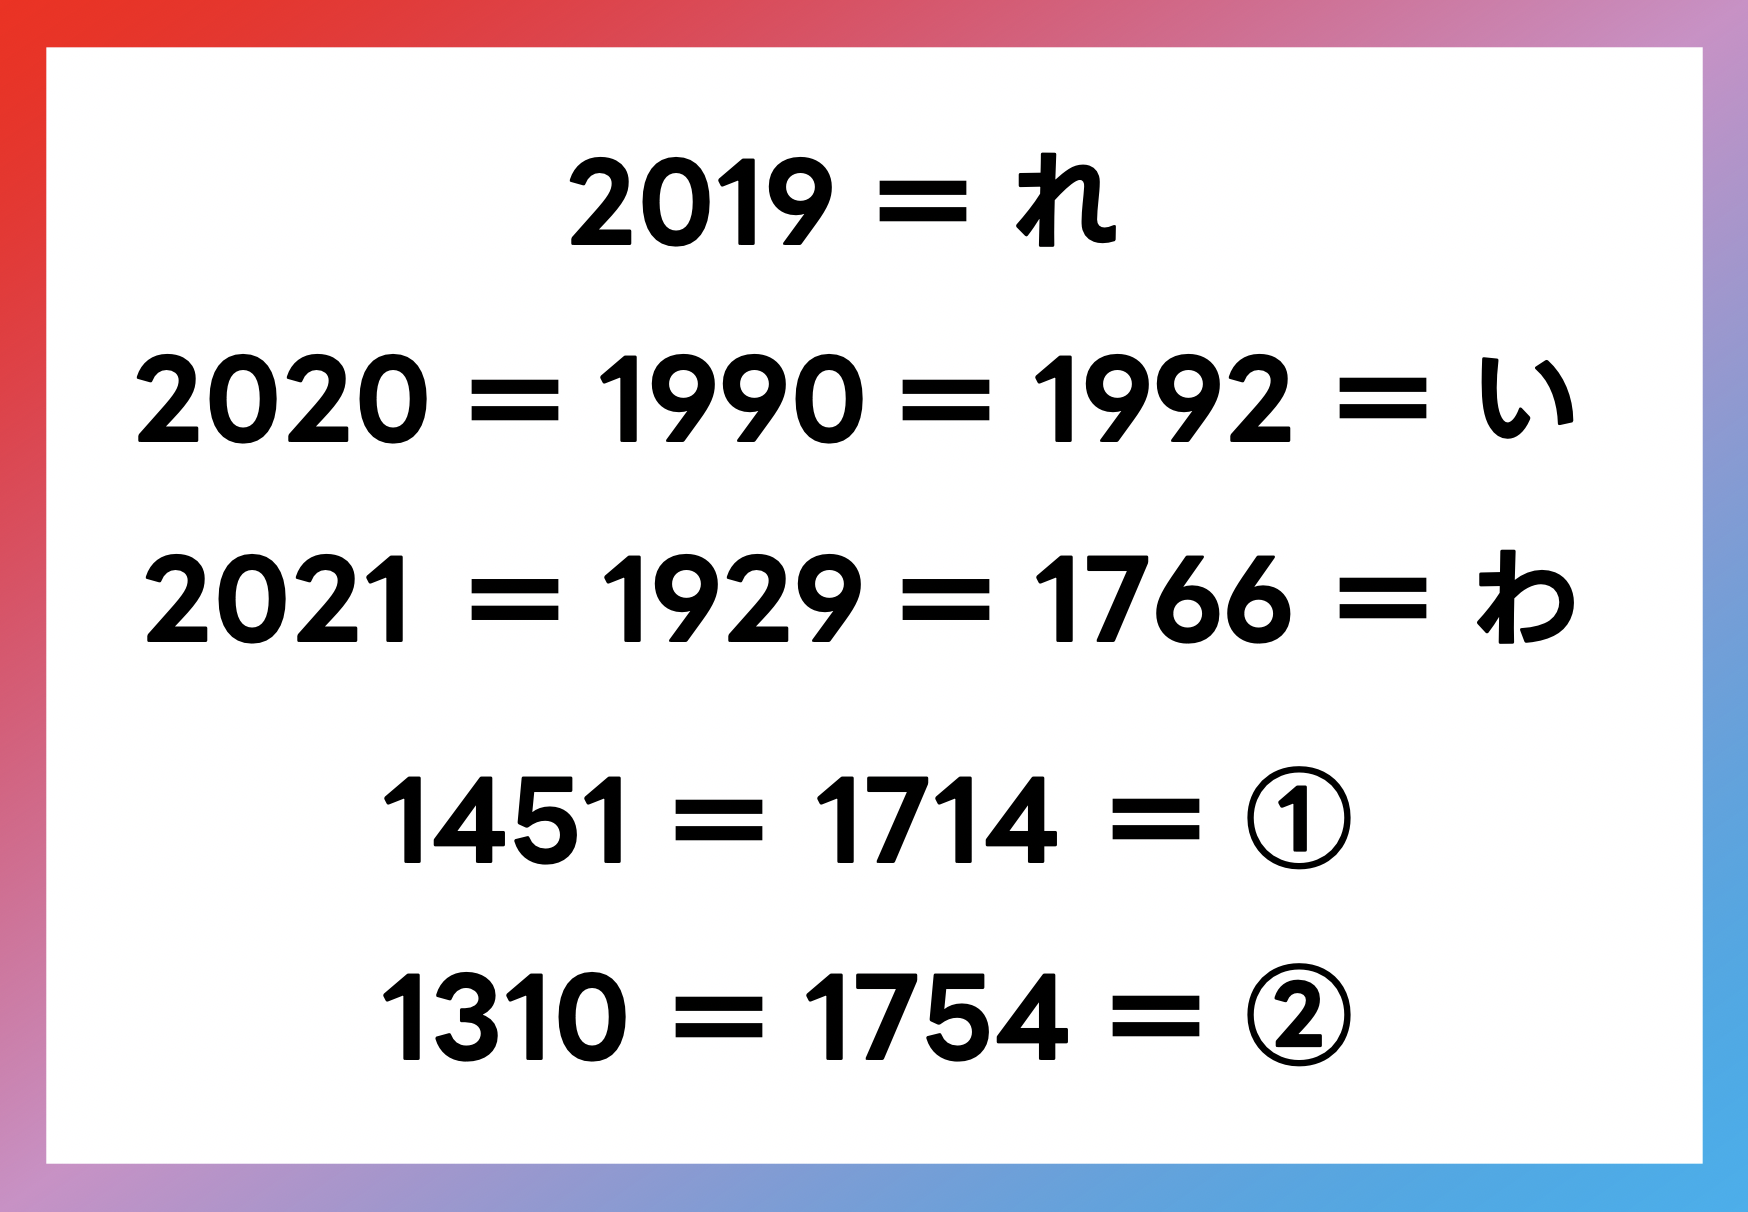 2019 = れ
2020 = 1990 = 1992 = い
2021 = 1929 = 1766 = わ
1451 = 1714 = ①
1310 = 1754 = ②